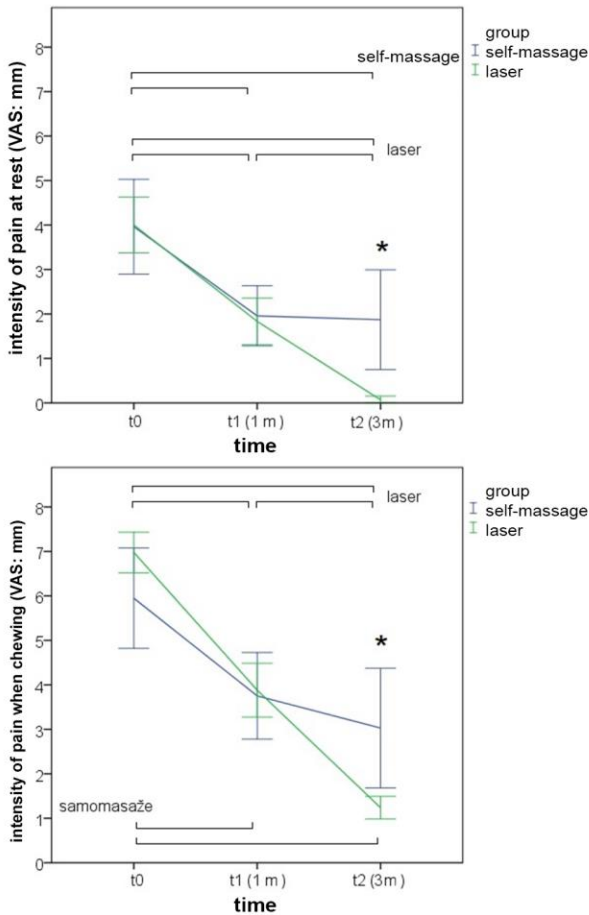 intensity of pain at rest (VAS: mm)
8
7
6
5
4
3
2
1
0
self-massage
laser
*
t0
t1 (1 m )
t2 (3m )
time
group
self-massage
laser
intensity of pain when chewing (VAS: mm)
8
7
6
5
4
3
2
1
0
laser
*
samomasaže
t0
t1 (1 m )
t2 (3m )
time
group
self-massage
laser